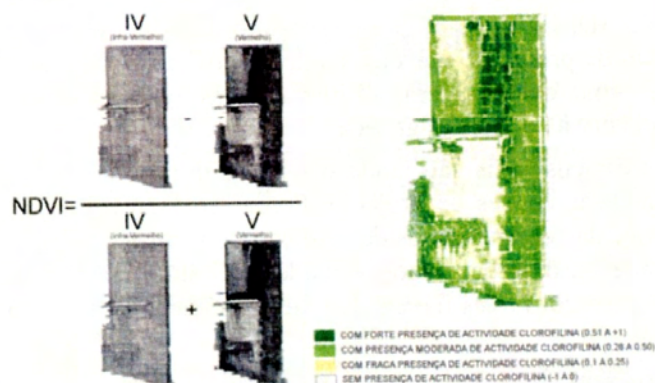 IV
(Infra-Vermelho)
V
(Vermelho)
-
NDVI=
IV
(Infra-Vermelho)
V
(Vermelho)
+
COM FORTE PRESENÇA DE ACTIVIDADE CLOROFILINA (0.51 A +1)
COM PRESENÇA MODERADA DE ACTIVIDADE CLOROFILINA (0.26 A 0.50)
COM FRACA PRESENÇA DE ACTIVIDADE CLOROFILINA (0.1 A 0.25)
SEM PRESENÇA DE ACTIVIDADE CLOROFILINA (-1 A 0)